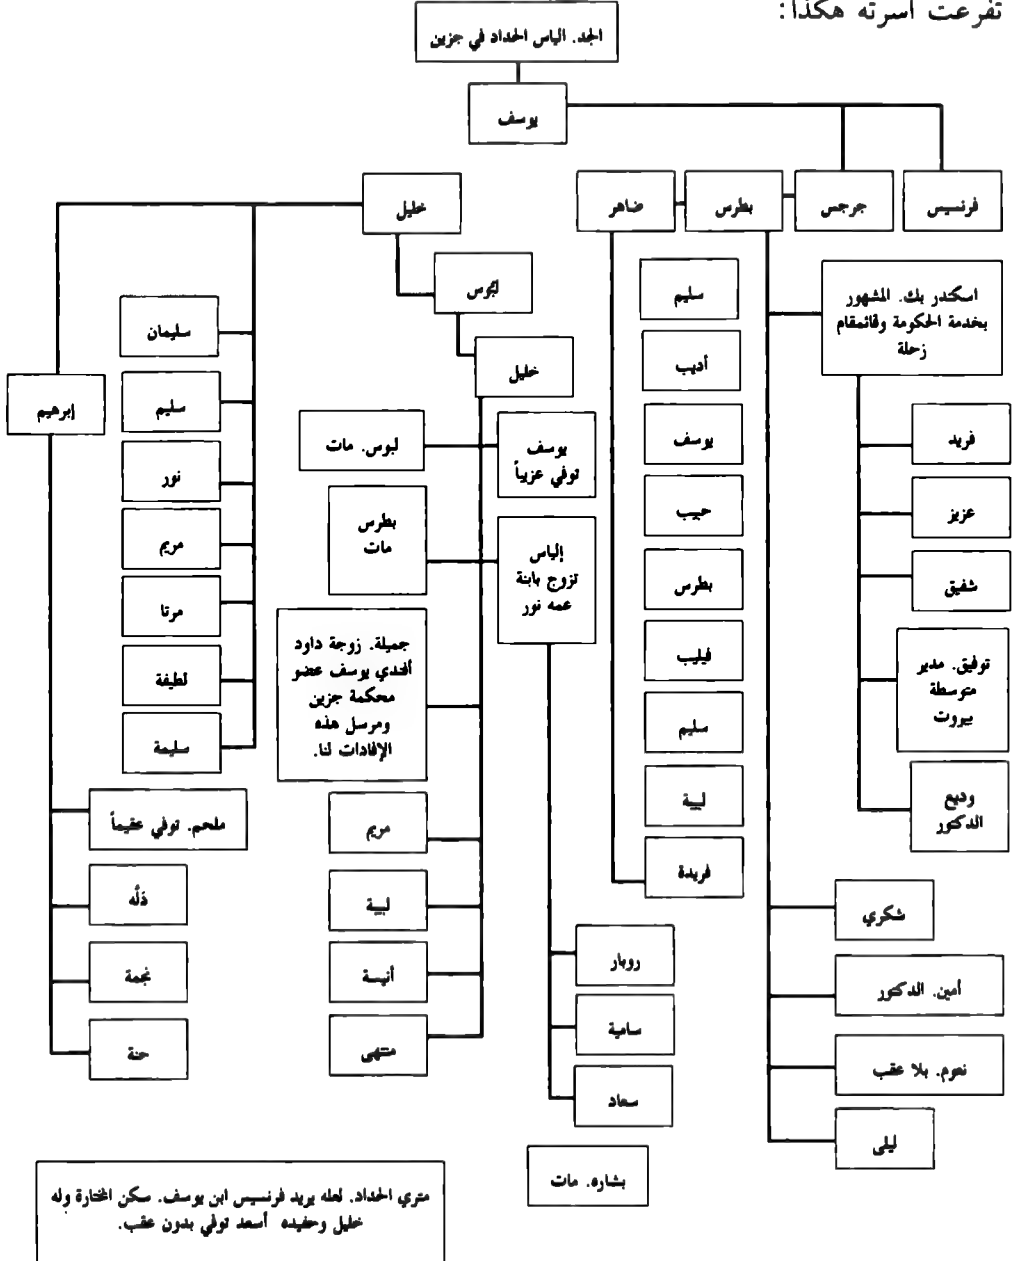 تفرعت أسرته هكذا:
الجد. الياس الحداد في جزين
يوسف
فرنسيس
جرجس
بطرس
ضاهر
خليل
اسكندر بك. المشهور
بخدمة الحكومة وقائمقام
زحلة
فريد
عزيز
شفيق
توفيق. مدير
متوسطة
بيروت
وديع
الدكتور
شكري
أمين. الدكتور
نعوم. بلا عقب
ليلى
سليم
أديب
يوسف
حبيب
بطرس
فيليب
سليم
لبيبة
فريدة
لبوس
خليل
يوسف
توفي عزبياً
لبوس. مات
إلياس
تزوج بابنة
عمه نور
بطرس
مات
جميلة. زوجة داود
أفندي يوسف عضو
محكمة جزين
ومرسل هذه
الإفادات لنا.
مريم
لبيبة
أنيسة
منتهى
روبار
سامية
سعاد
بشاره. مات
سليمان
سليم
نور
مريم
مرتا
لطيفة
سليمة
إبرهيم
ملحم. توفي عقيماً
ذله
نجمة
حنة
متري الحداد. لعله يريد فرنسيس ابن يوسف. سكن المختارة وله
خليل وحفيده أسعد توفي بدون عقب.